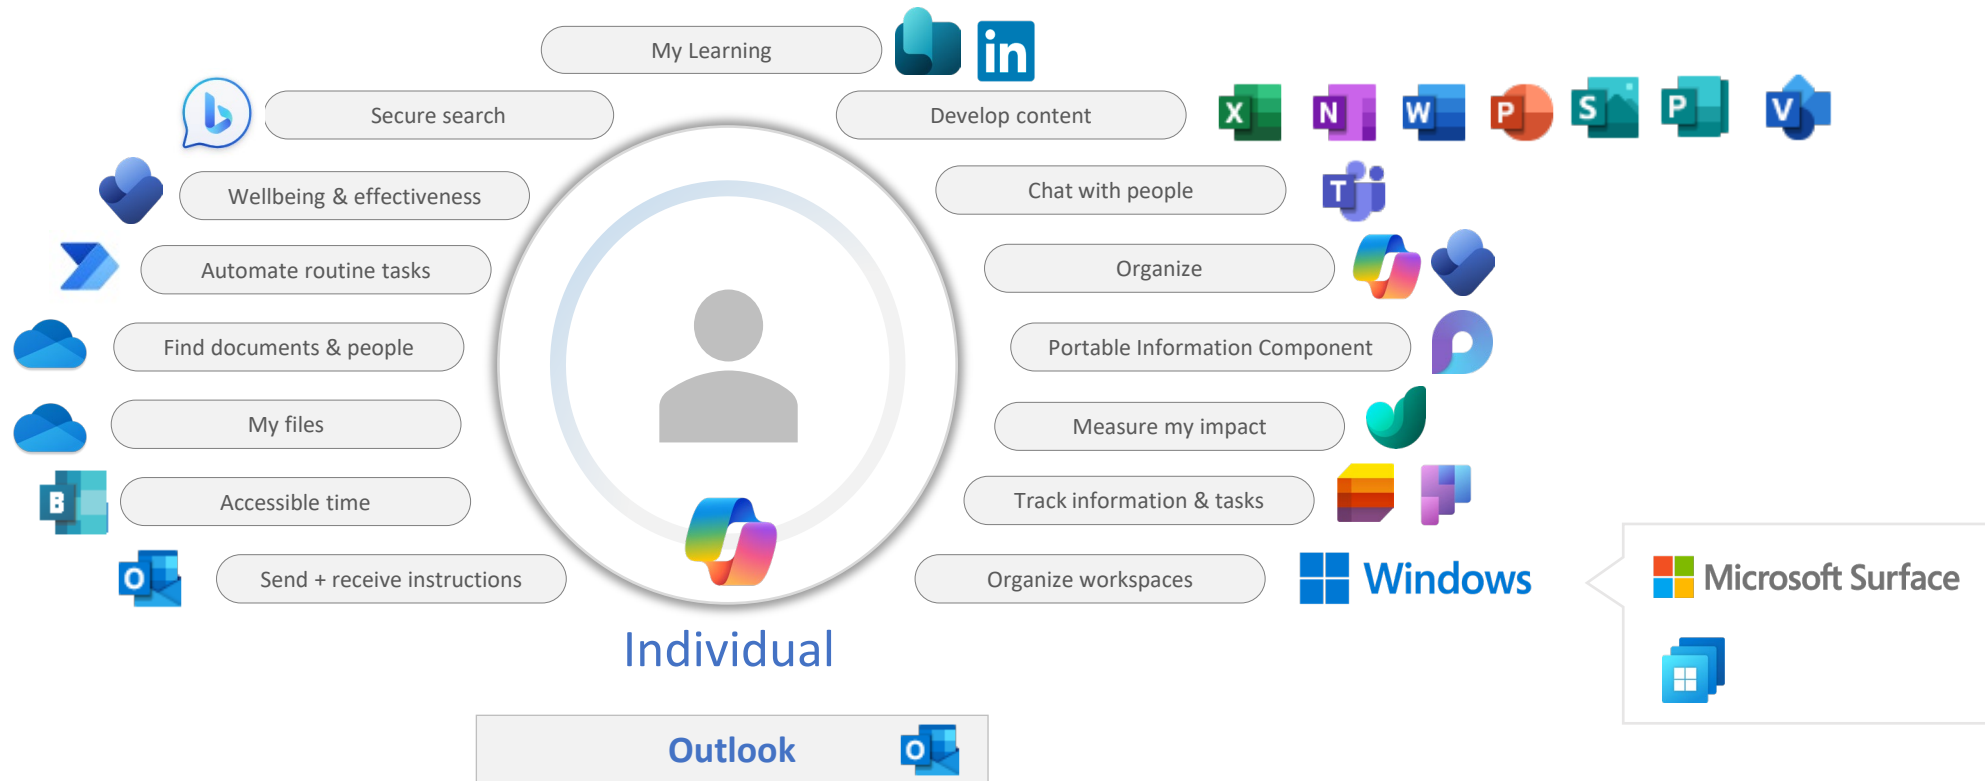 My Learning
in
Secure search
Develop content
X N W P S P V
Wellbeing & effectiveness
Chat with people
T
Automate routine tasks
Organize
Find documents & people
Portable Information Component
My files
Measure my impact
B
Accessible time
Track information & tasks
O
Send + receive instructions
Organize workspaces
Windows
Microsoft Surface
Individual
Outlook
O